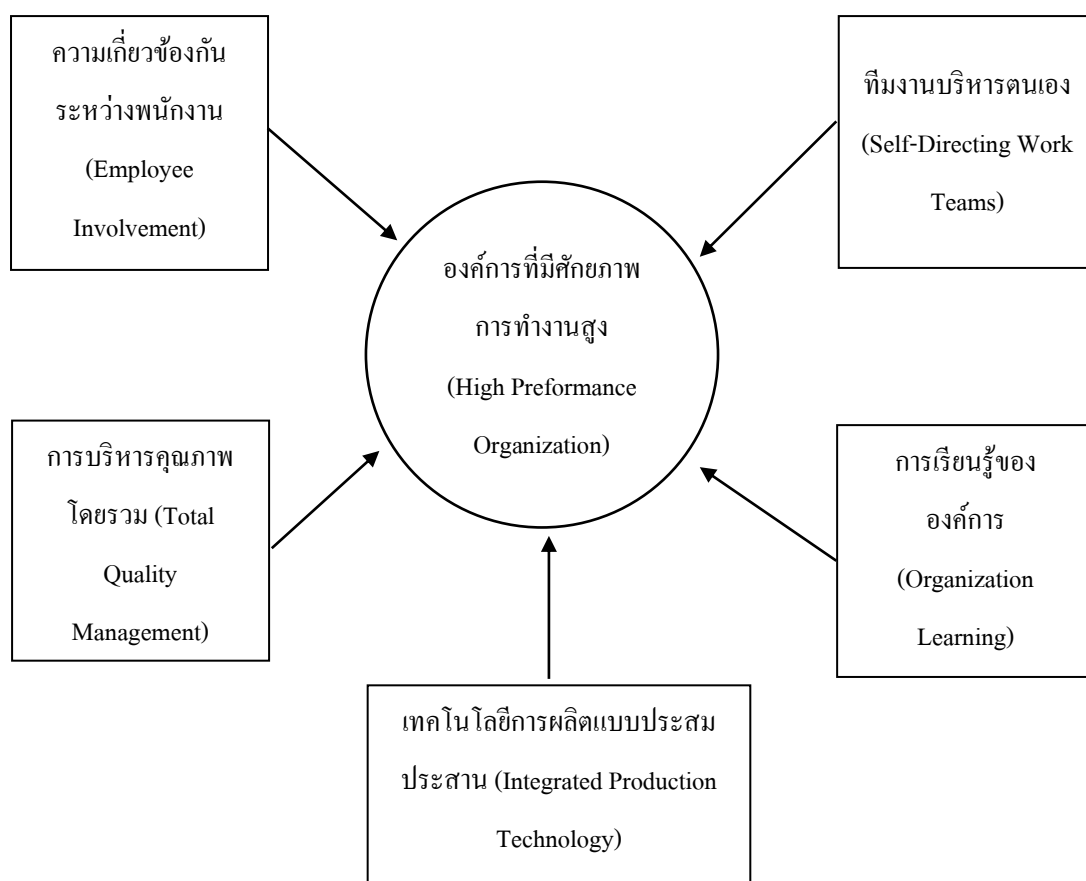 ความเกี่ยวข้องกัน
ระหว่างพนักงาน
(Employee
Involvement)
ทีมงานบริหารตนเอง
(Self-Directing Work
Teams)
องค์การที่มีศักยภาพ
การทำงานสูง
(High Preformance
Organization)
การบริหารคุณภาพ
โดยรวม (Total
Quality
Management)
การเรียนรู้ของ
องค์การ
(Organization
Learning)
เทคโนโลยีการผลิตแบบประสม
ประสาน (Integrated Production
Technology)